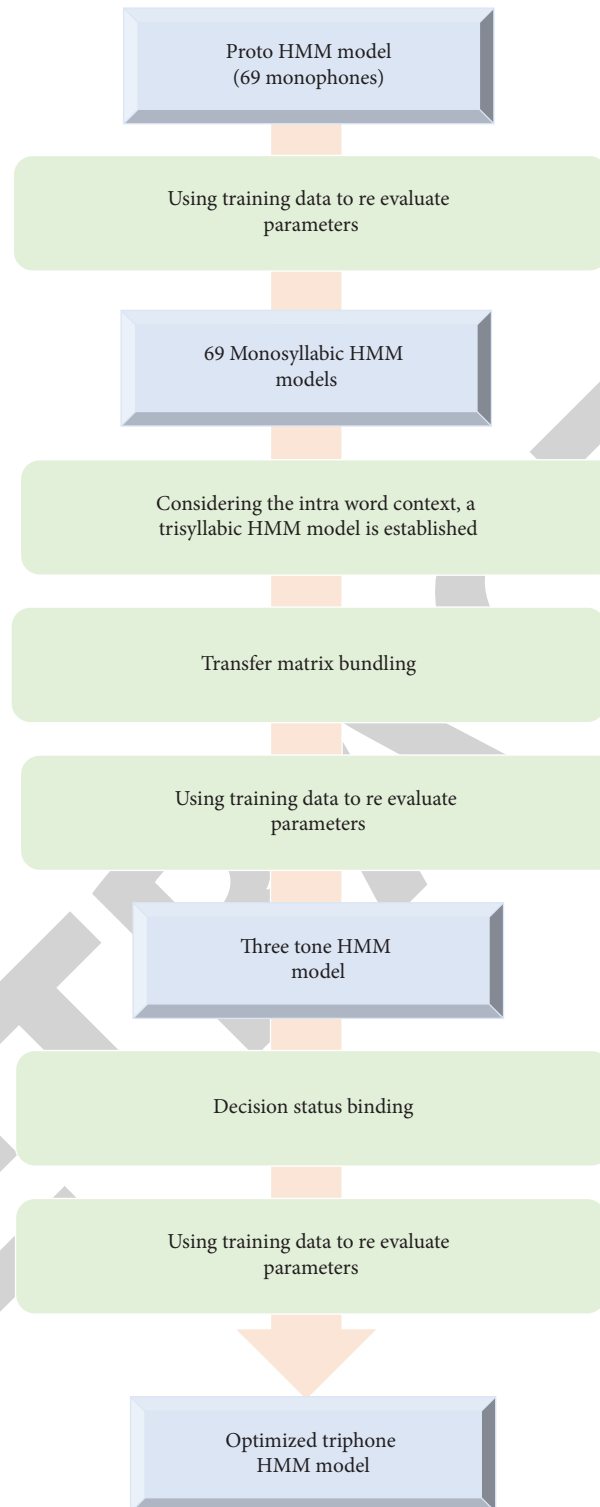 Proto HMM model
(69 monophones)
Using training data to re evaluate
parameters
69 Monosyllabic HMM
models
Considering the intra word context, a
trisyllabic HMM model is established
Transfer matrix bundling
Using training data to re evaluate
parameters
Three tone HMM
model
Decision status binding
Using training data to re evaluate
parameters
Optimized triphone
HMM model